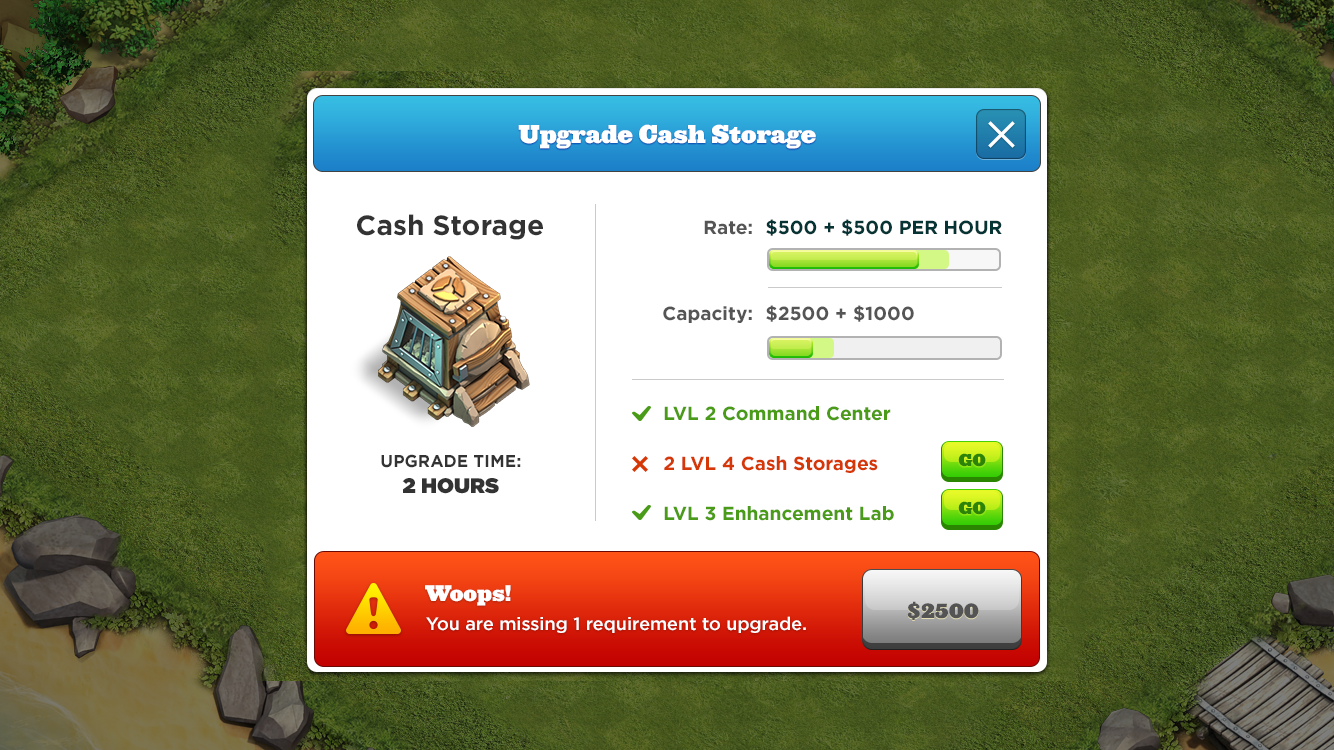 Upgrade Cash Storage
Cash Storage
UPGRADE TIME:
2 HOURS
Rate: $500 + $500 PER HOUR
Capacity: $2500 + $1000
LVL 2 Command Center
2 LVL 4 Cash Storages GO
LVL 3 Enhancement Lab GO
Woops!
You are missing 1 requirement to upgrade.
$2500